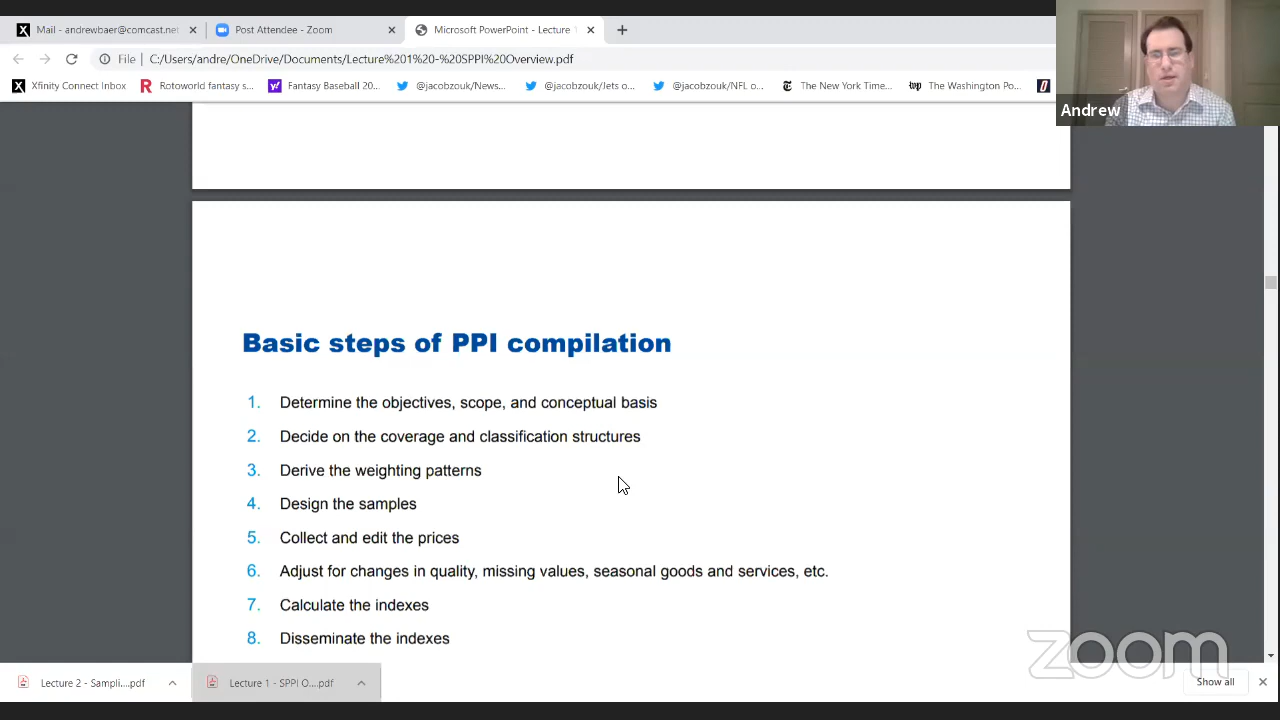 Mail - andrewbaer@comcast.net
Post Attendee - Zoom
Microsoft PowerPoint - Lecture 1
File C:/Users/andre/OneDrive/Documents/Lecture%201%20-%20SPPI%20Overview.pdf
Xfinity Connect Inbox
Rotoworld fantasy s...
Fantasy Baseball 20...
@jacobzouk/News...
@jacobzouk/Jets o...
@jacobzouk/NFL o...
The New York Time...
The Washington Po...
Andrew
Basic steps of PPI compilation
1. Determine the objectives, scope, and conceptual basis
2. Decide on the coverage and classification structures
3. Derive the weighting patterns
4. Design the samples
5. Collect and edit the prices
6. Adjust for changes in quality, missing values, seasonal goods and services, etc.
7. Calculate the indexes
8. Disseminate the indexes
zoom
Lecture 2 - Sampli....pdf
Lecture 1 - SPPI O....pdf
Show all